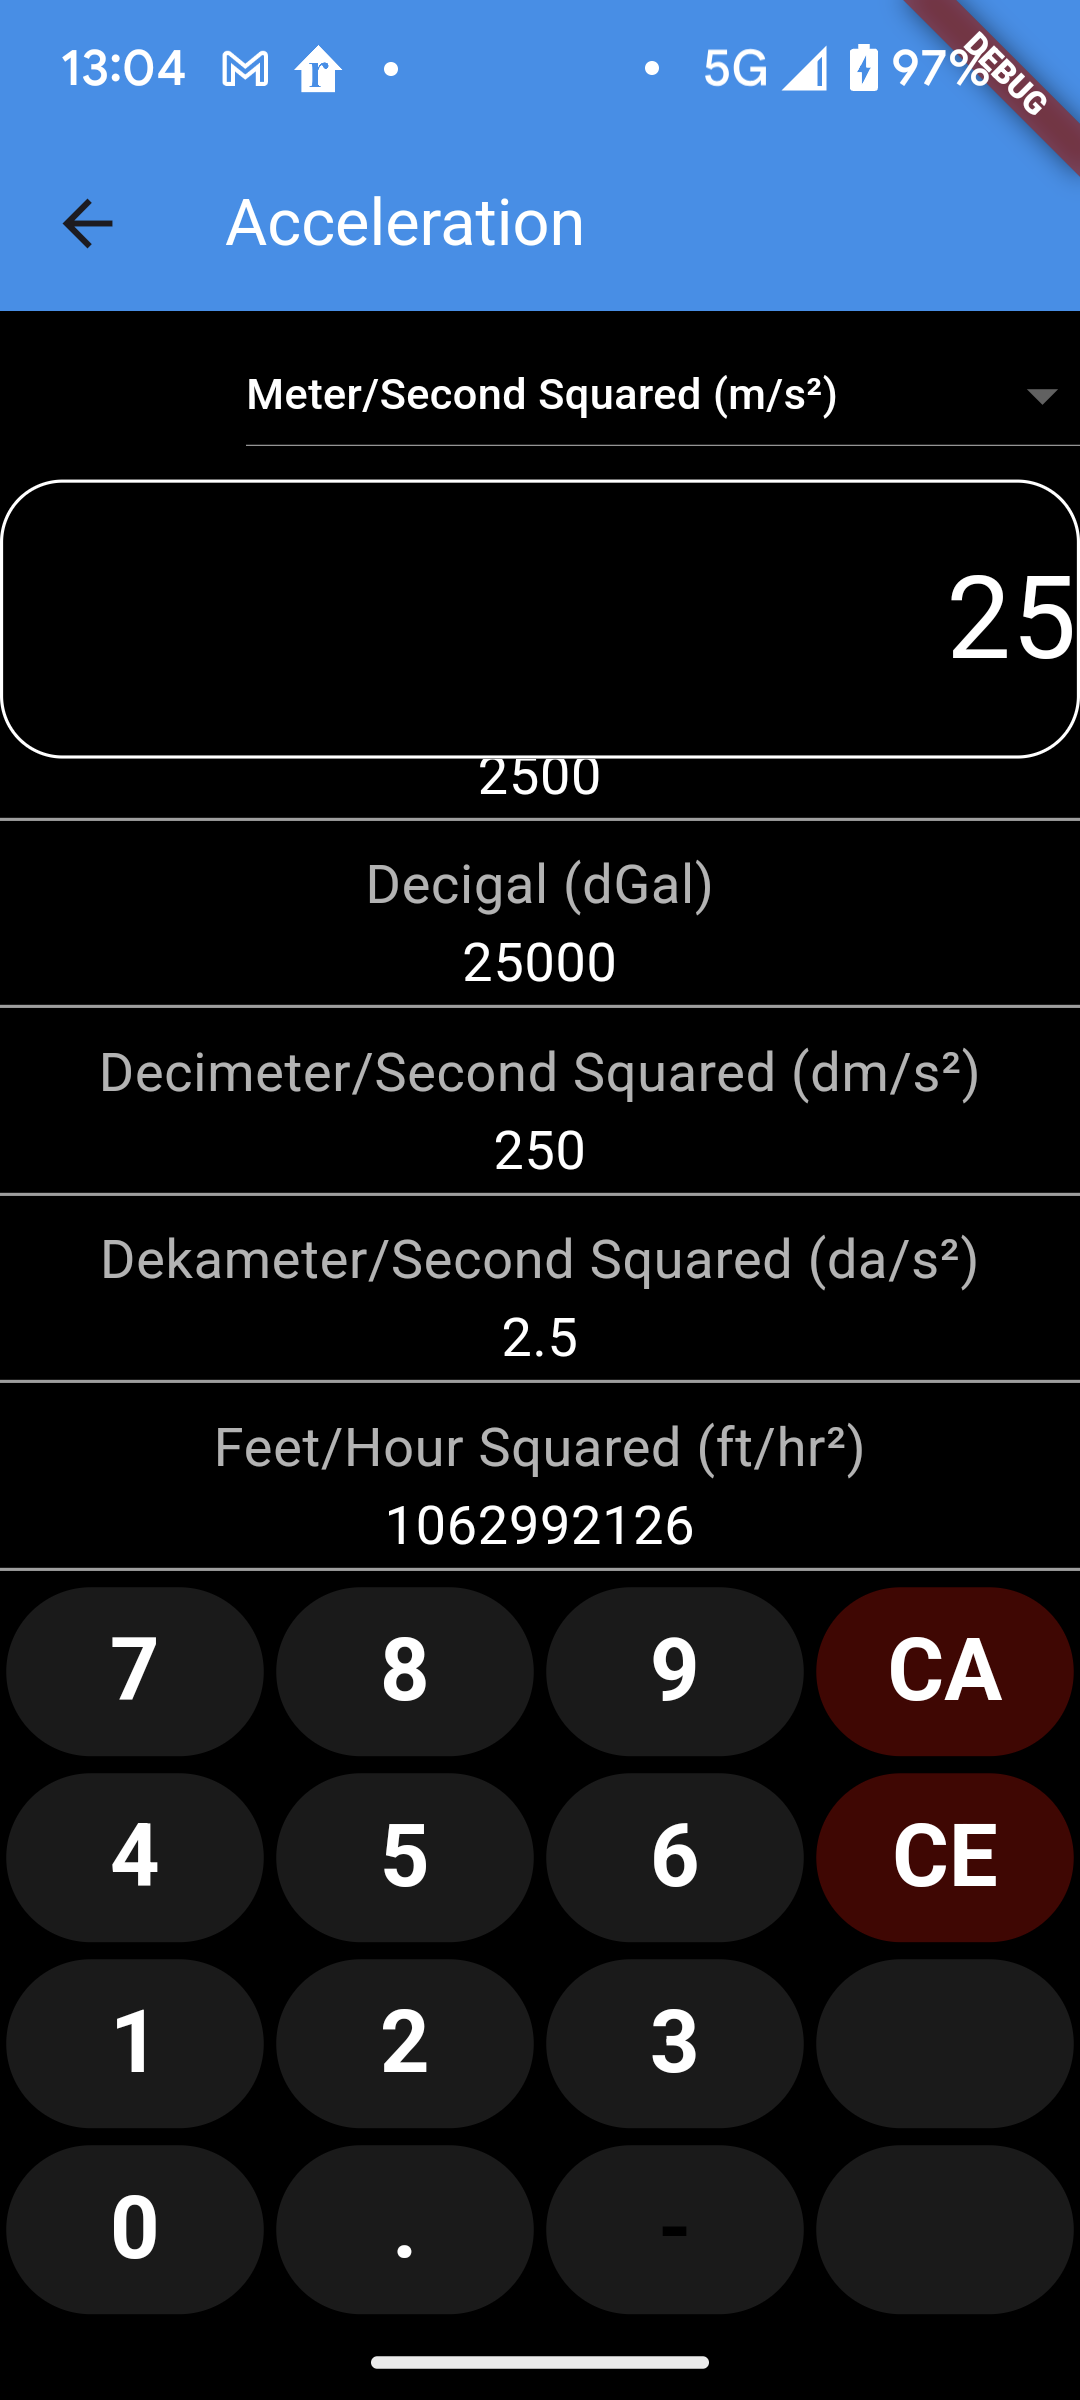 13:04 5G 97%
DEBUG
Acceleration
Meter/Second Squared (m/s²)
25
2500
Decigal (dGal)
25000
Decimeter/Second Squared (dm/s²)
250
Dekameter/Second Squared (da/s²)
2.5
Feet/Hour Squared (ft/hr²)
1062992126
7 8 9 CA
4 5 6 CE
1 2 3
0 . -